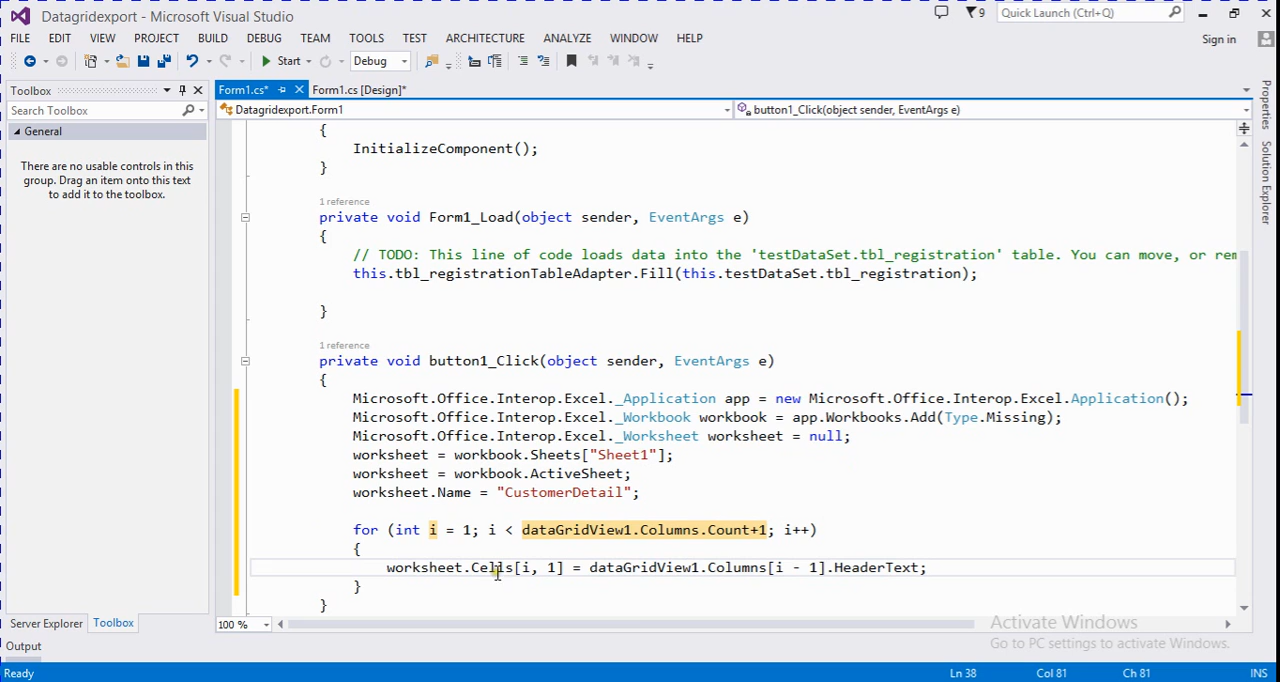 Datagridexport - Microsoft Visual Studio
9
Quick Launch (Ctrl+Q)
FILE EDIT VIEW PROJECT BUILD DEBUG TEAM TOOLS TEST ARCHITECTURE ANALYZE WINDOW HELP
Sign in
Start
Debug
Toolbox
Search Toolbox
General
There are no usable controls in this
group. Drag an item onto this text
to add it to the toolbox.
Server Explorer Toolbox
Output
Form1.cs* Form1.cs [Design]*
Datagridexport.Form1
button1_Click(object sender, EventArgs e)
{
InitializeComponent();
}
1 reference
private void Form1_Load(object sender, EventArgs e)
{
// TODO: This line of code loads data into the 'testDataSet.tbl_registration' table. You can move, or rem
this.tbl_registrationTableAdapter.Fill(this.testDataSet.tbl_registration);
}
1 reference
private void button1_Click(object sender, EventArgs e)
{
Microsoft.Office.Interop.Excel._Application app = new Microsoft.Office.Interop.Excel.Application();
Microsoft.Office.Interop.Excel._Workbook workbook = app.Workbooks.Add(Type.Missing);
Microsoft.Office.Interop.Excel._Worksheet worksheet = null;
worksheet = workbook.Sheets["Sheet1"];
worksheet = workbook.ActiveSheet;
worksheet.Name = "CustomerDetail";
for (int i = 1; i < dataGridView1.Columns.Count+1; i++)
{
worksheet.Cells[i, 1] = dataGridView1.Columns[i - 1].HeaderText;
}
}
100 %
Properties
Solution Explorer
Activate Windows
Go to PC settings to activate Windows.
Ready
Ln 38 Col 81 Ch 81 INS